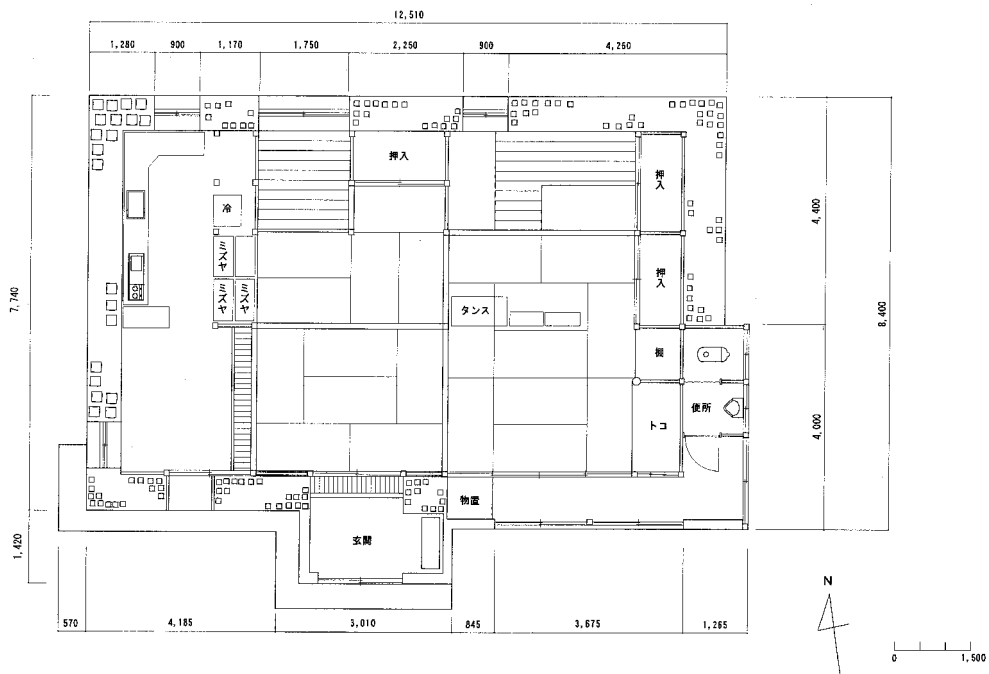 12,510
1,280 900 1,170 1,750 2,250 900 4,260
押入
押入
冷
ミズヤ
ミズヤ ミズヤ
押入
タンス
棚
便所
トコ
物置
玄関
7,740
1,420
4,400
4,000
8,400
570 4,185 3,010 845 3,675 1,265
N
0 1,500